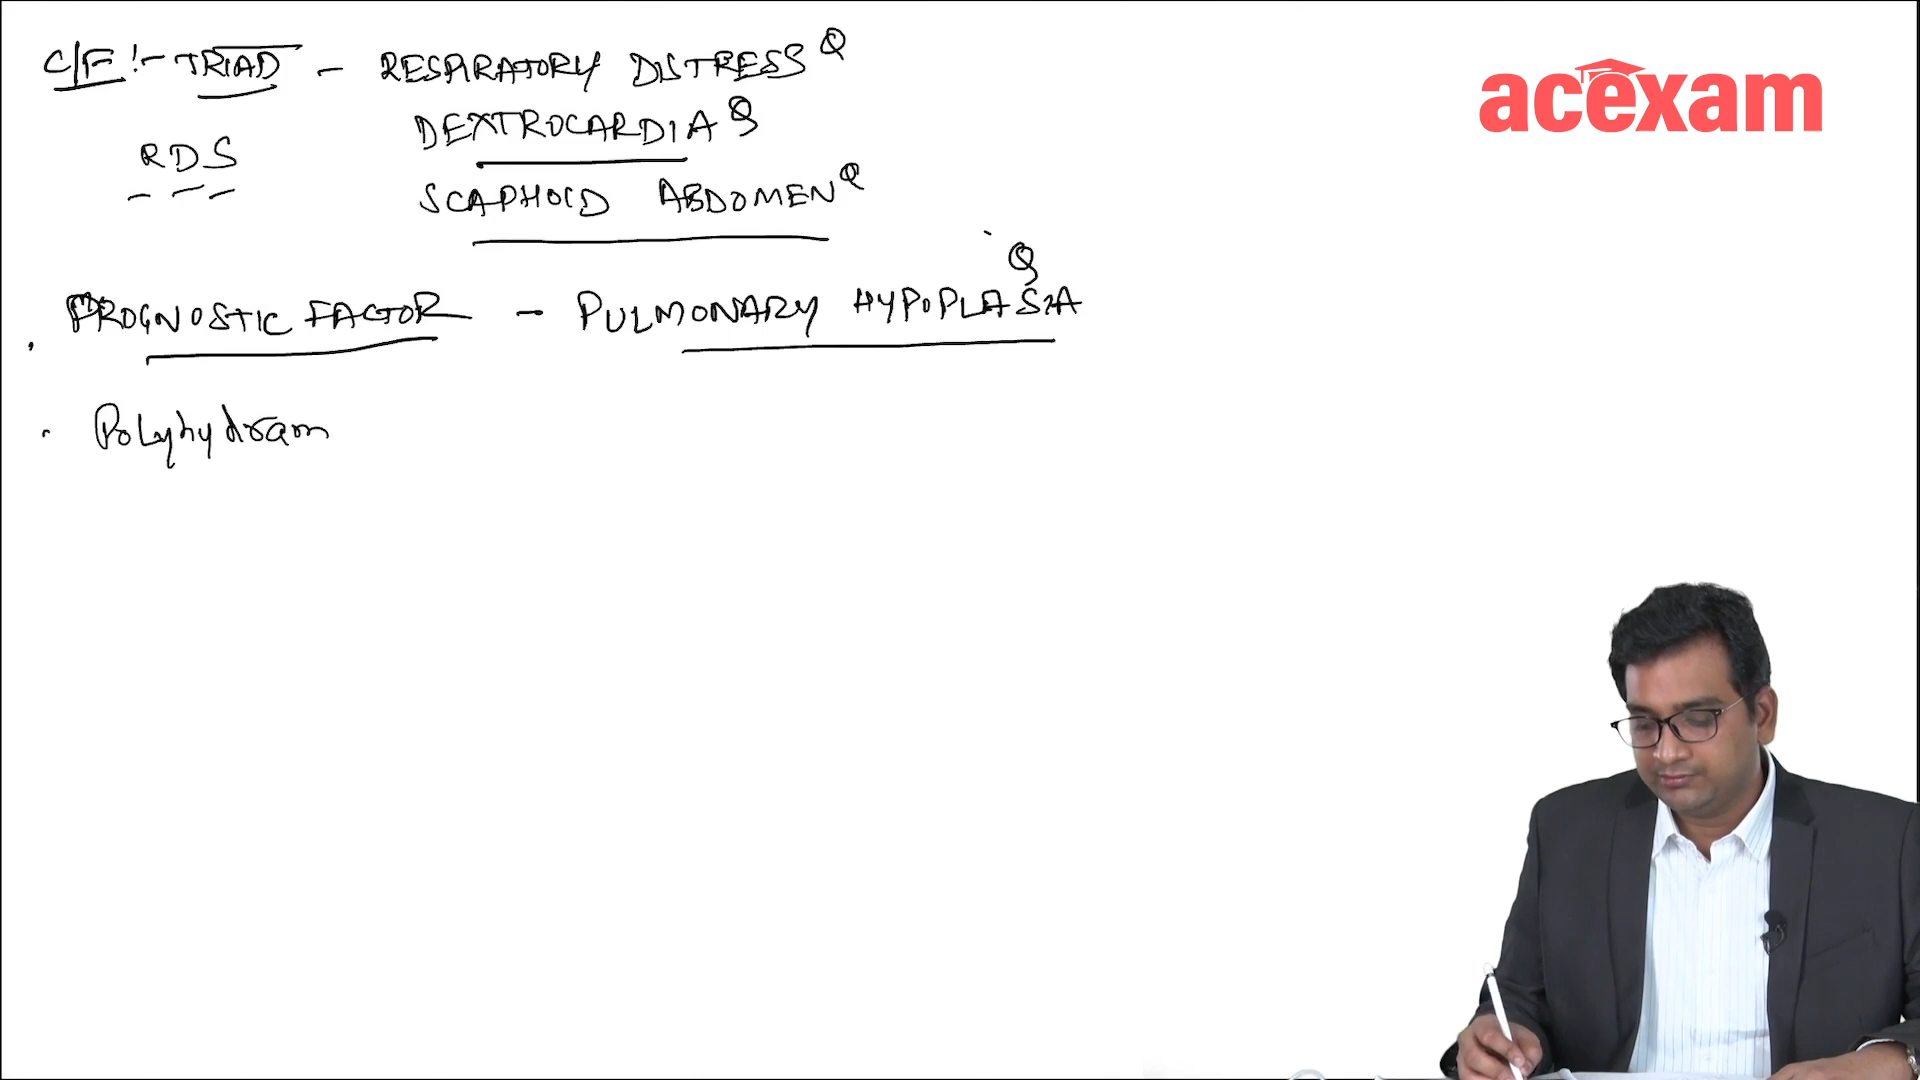 C/F :- TRIAD - RESPIRATORY DISTRESS Q
DEXTROCARDIA Q
RDS
SCAPHOID ABDOMEN Q
PROGNOSTIC FACTOR - PULMONARY HYPOPLASIA Q
Polyhydram
acexam